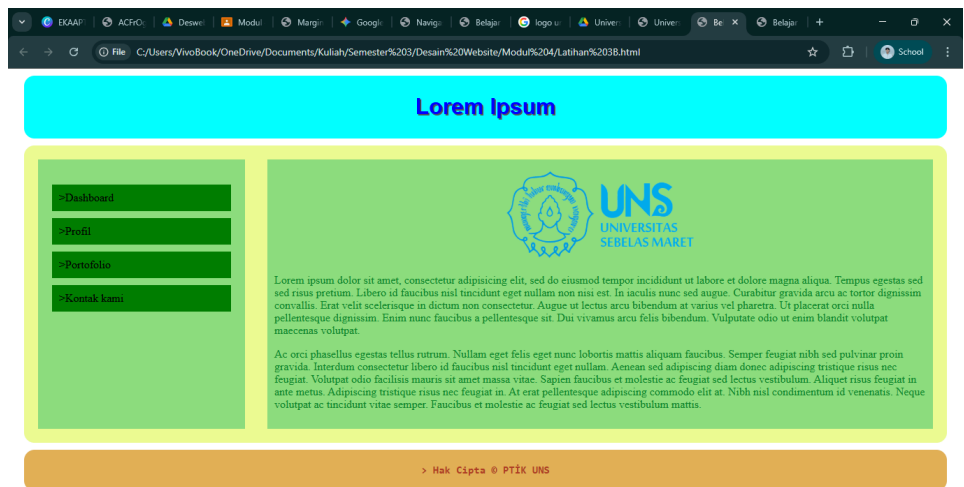 EKAAPT
ACFrOc
Deswel
Modul
Margin
Google
Naviga
Belajar
logo u
Univer
Univer
Be
Belajar
File C:/Users/VivoBook/OneDrive/Documents/Kuliah/Semester%203/Desain%20Website/Modul%204/Latihan%203B.html
School
Lorem Ipsum
>Dashboard
>Profil
>Portofolio
>Kontak kami
UNS
UNIVERSITAS
SEBELAS MARET
Lorem ipsum dolor sit amet, consectetur adipisicing elit, sed do eiusmod tempor incididunt ut labore et dolore magna aliqua. Tempus egestas sed
sed risus pretium. Libero id faucibus nisl tincidunt eget nullam non nisi est. In iaculis nunc sed augue. Curabitur gravida arcu ac tortor dignissim
convallis. Erat velit scelerisque in dictum non consectetur. Augue ut lectus arcu bibendum at varius vel pharetra. Ut placerat orci nulla
pellentesque dignissim. Enim nunc faucibus a pellentesque sit. Dui vivamus arcu felis bibendum. Vulputate odio ut enim blandit volutpat
maecenas volutpat.
Ac orci phasellus egestas tellus rutrum. Nullam eget felis eget nunc lobortis mattis aliquam faucibus. Semper feugiat nibh sed pulvinar proin
gravida. Interdum consectetur libero id faucibus nisl tincidunt eget nullam. Aenean sed adipiscing diam donec adipiscing tristique risus nec
feugiat. Volutpat odio facilisis mauris sit amet massa vitae. Sapien faucibus et molestie ac feugiat sed lectus vestibulum. Aliquet risus feugiat in
ante metus. Adipiscing tristique risus nec feugiat in. At erat pellentesque adipiscing commodo elit at. Nibh nisl condimentum id venenatis. Neque
volutpat ac tincidunt vitae semper. Faucibus et molestie ac feugiat sed lectus vestibulum mattis.
> Hak Cipta © PTİK UNS